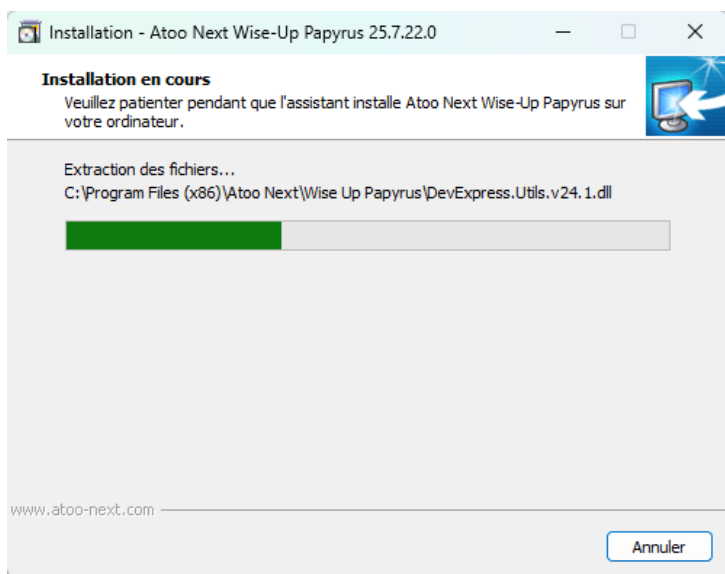 Installation - Atoo Next Wise-Up Papyrus 25.7.22.0
Installation en cours
Veuillez patienter pendant que l'assistant installe Atoo Next Wise-Up Papyrus sur
votre ordinateur.
Extraction des fichiers...
C:\Program Files (x86)\Atoo Next\Wise Up Papyrus\DevExpress.Utils.v24.1.dll
www.atoo-next.com
Annuler